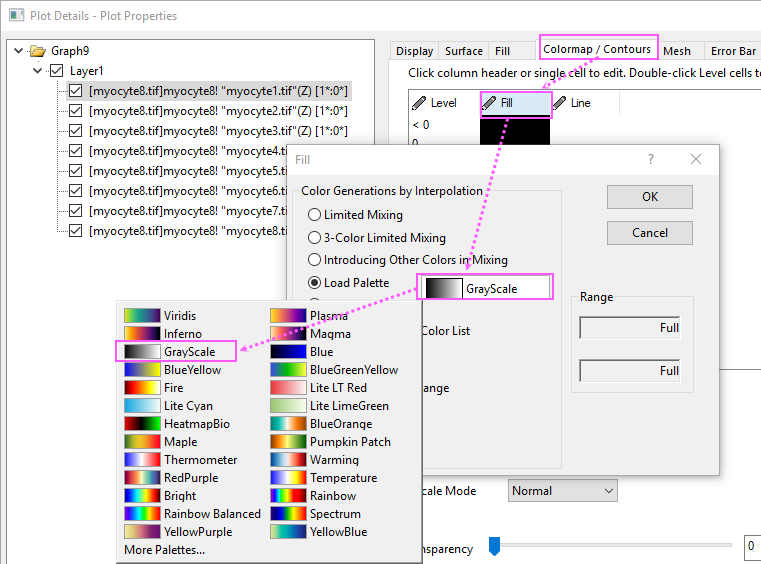 Plot Details - Plot Properties
Graph9
Layer1
[myocyte8.tif]myocyte8! "myocyte1.tif"(Z) [1*:0*]
[myocyte8.tif]myocyte8! "myocyte2.tif"(Z) [1*:0*]
[myocyte8.tif]myocyte8! "myocyte3.tif"(Z) [1*:0*]
[myocyte8.tif]myocyte8! "myocyte4.
[myocyte8.tif]myocyte8! "myocyte5.
[myocyte8.tif]myocyte8! "myocyte6.
[myocyte8.tif]myocyte8! "myocyte7.
[myocyte8.tif]myocyte8! "myocyte8.
Display Surface Fill Colormap / Contours Mesh Error Bar
Click column header or single cell to edit. Double-click Level cells to
Level Fill Line
< 0
0
Fill ? ×
Color Generations by Interpolation
Limited Mixing
3-Color Limited Mixing
Introducing Other Colors in Mixing
Load Palette GrayScale
Color List
ange
OK
Cancel
Range
Full
Full
Viridis Plasma
Inferno Magma
GrayScale Blue
BlueYellow BlueGreenYellow
Fire Lite LT Red
Lite Cyan Lite LimeGreen
HeatmapBio BlueOrange
Maple Pumpkin Patch
Thermometer Warming
RedPurple Temperature
Bright Rainbow
Rainbow Balanced Spectrum
YellowPurple YellowBlue
More Palettes...
cale Mode Normal
nsparency 0